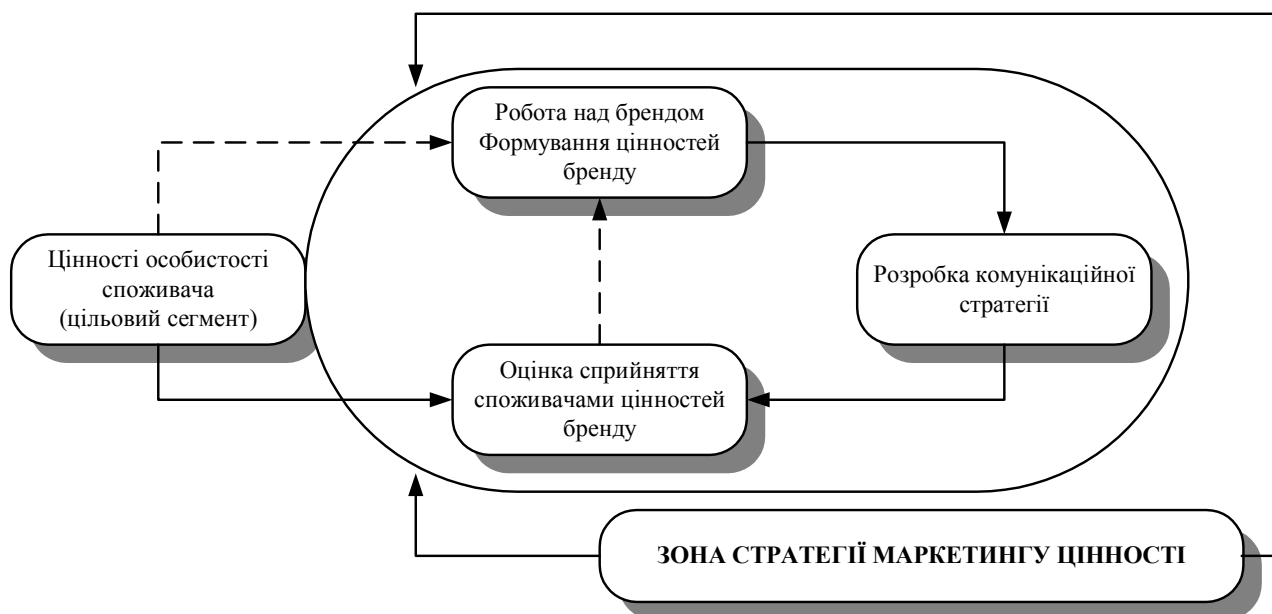 Робота над брендом
Формування цінностей
бренду
Цінності особистості
споживача
(цільовий сегмент)
Розробка комунікаційної
стратегії
Оцінка сприйняття
споживачами цінностей
бренду
ЗОНА СТРАТЕГІЇ МАРКЕТИНГУ ЦІННОСТІ